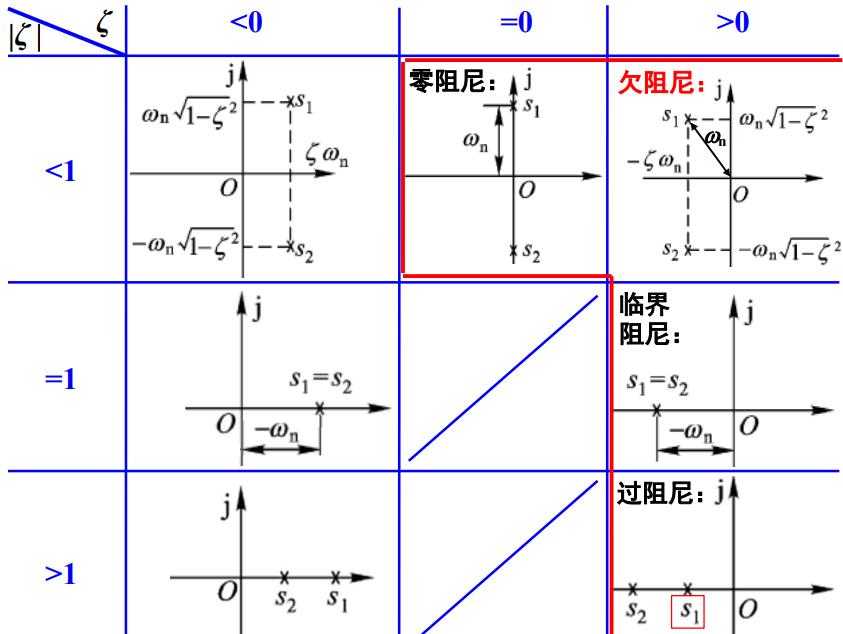 |ζ| ζ <0 =0 >0
<1
j
ωn√1-ζ² s1
ζωn
O
-ωn√1-ζ² s2
零阻尼： j
s1
ωn
O
s2
欠阻尼： j
s1 ωn√1-ζ²
ωn
-ζωn
O
s2 -ωn√1-ζ²
=1
j
s1=s2
O -ωn
临界
阻尼： j
s1=s2
-ωn O
>1
j
O s2 s1
过阻尼： j
s2 s1 O